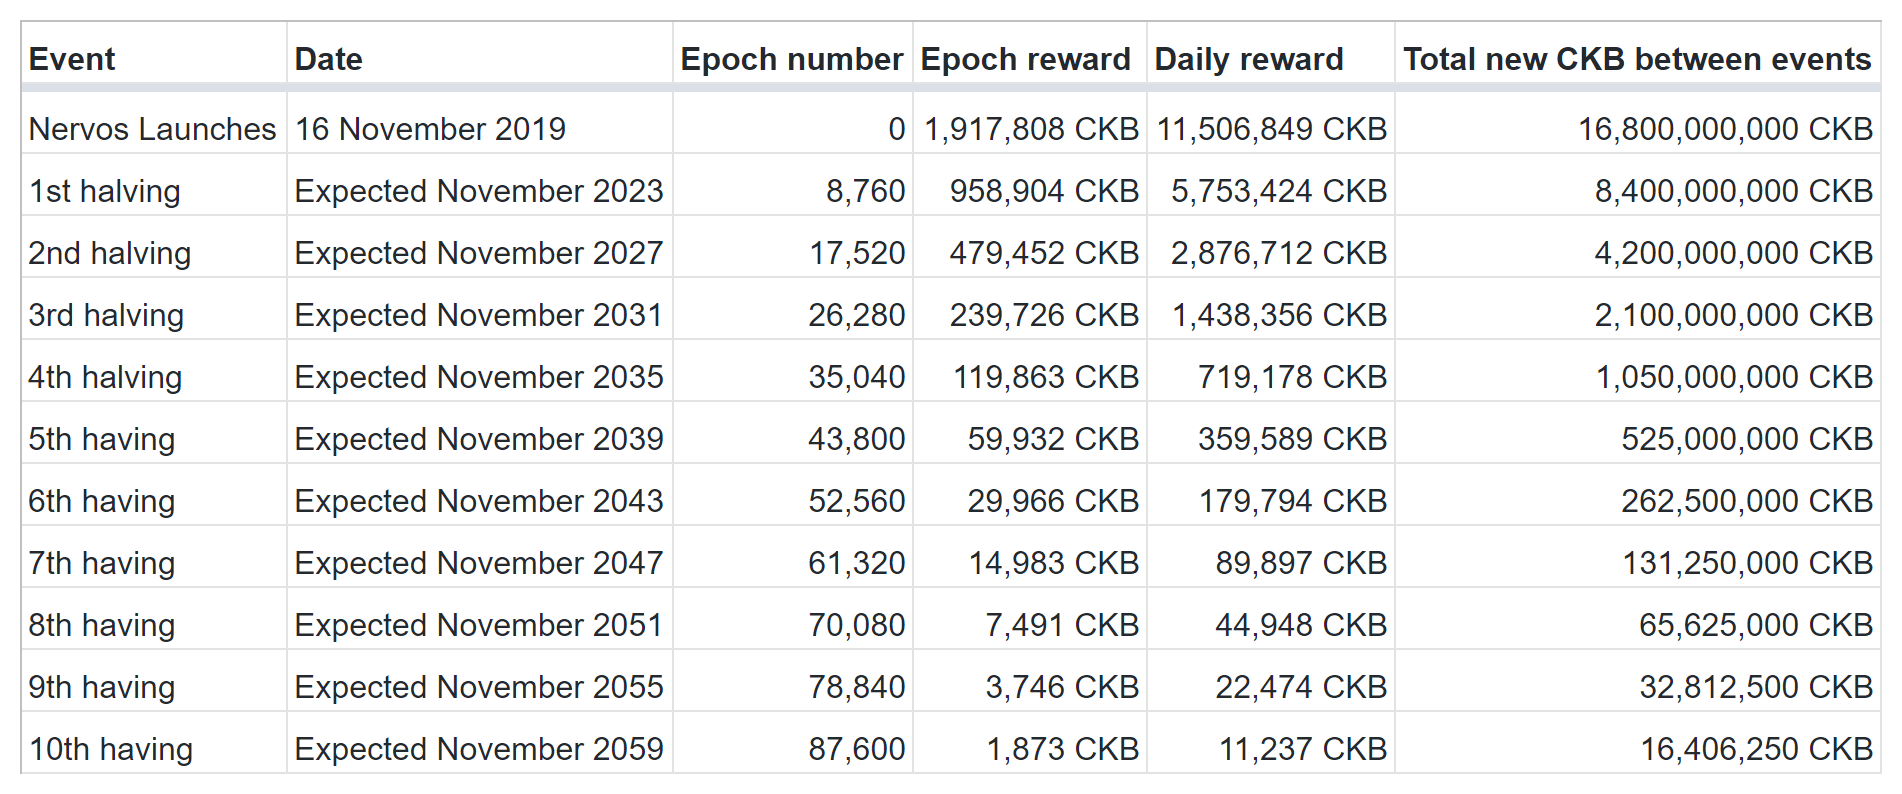 Event Date Epoch number Epoch reward Daily reward Total new CKB between events
Nervos Launches 16 November 2019 0 1,917,808 CKB 11,506,849 CKB 16,800,000,000 CKB
1st halving Expected November 2023 8,760 958,904 CKB 5,753,424 CKB 8,400,000,000 CKB
2nd halving Expected November 2027 17,520 479,452 CKB 2,876,712 CKB 4,200,000,000 CKB
3rd halving Expected November 2031 26,280 239,726 CKB 1,438,356 CKB 2,100,000,000 CKB
4th halving Expected November 2035 35,040 119,863 CKB 719,178 CKB 1,050,000,000 CKB
5th having Expected November 2039 43,800 59,932 CKB 359,589 CKB 525,000,000 CKB
6th having Expected November 2043 52,560 29,966 CKB 179,794 CKB 262,500,000 CKB
7th having Expected November 2047 61,320 14,983 CKB 89,897 CKB 131,250,000 CKB
8th having Expected November 2051 70,080 7,491 CKB 44,948 CKB 65,625,000 CKB
9th having Expected November 2055 78,840 3,746 CKB 22,474 CKB 32,812,500 CKB
10th having Expected November 2059 87,600 1,873 CKB 11,237 CKB 16,406,250 CKB